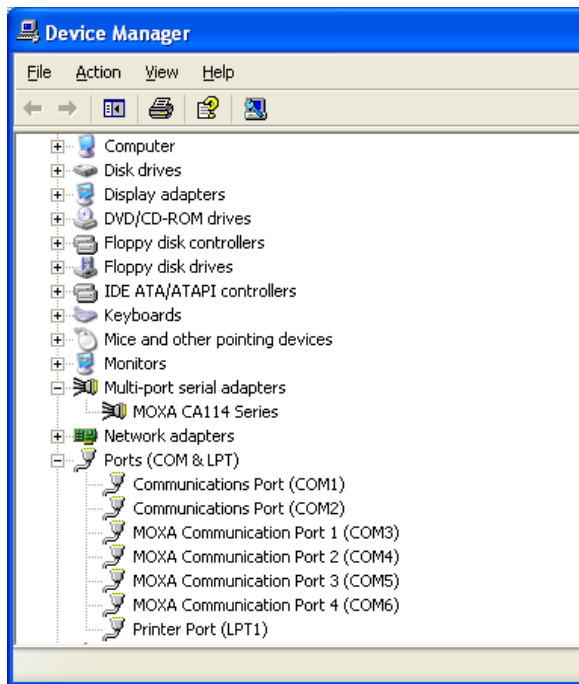 Device Manager
File Action View Help
Computer
Disk drives
Display adapters
DVD/CD-ROM drives
Floppy disk controllers
Floppy disk drives
IDE ATA/ATAPI controllers
Keyboards
Mice and other pointing devices
Monitors
Multi-port serial adapters
MOXA CA114 Series
Network adapters
Ports (COM & LPT)
Communications Port (COM1)
Communications Port (COM2)
MOXA Communication Port 1 (COM3)
MOXA Communication Port 2 (COM4)
MOXA Communication Port 3 (COM5)
MOXA Communication Port 4 (COM6)
Printer Port (LPT1)